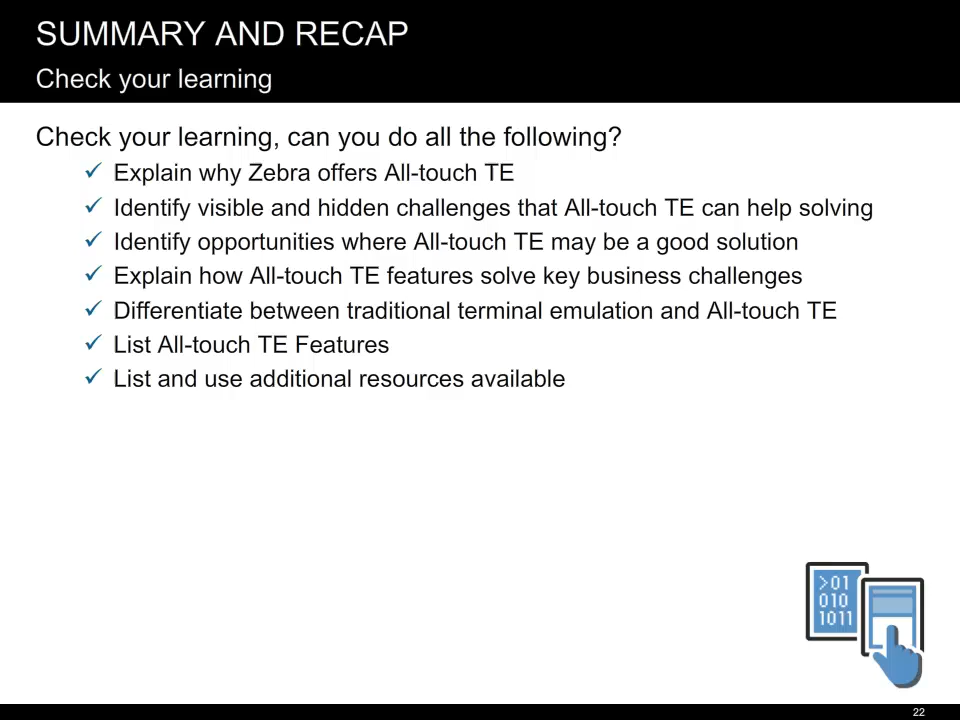 SUMMARY AND RECAP
Check your learning
Check your learning, can you do all the following?
✓ Explain why Zebra offers All-touch TE
✓ Identify visible and hidden challenges that All-touch TE can help solving
✓ Identify opportunities where All-touch TE may be a good solution
✓ Explain how All-touch TE features solve key business challenges
✓ Differentiate between traditional terminal emulation and All-touch TE
✓ List All-touch TE Features
✓ List and use additional resources available
>01
010
1011
22